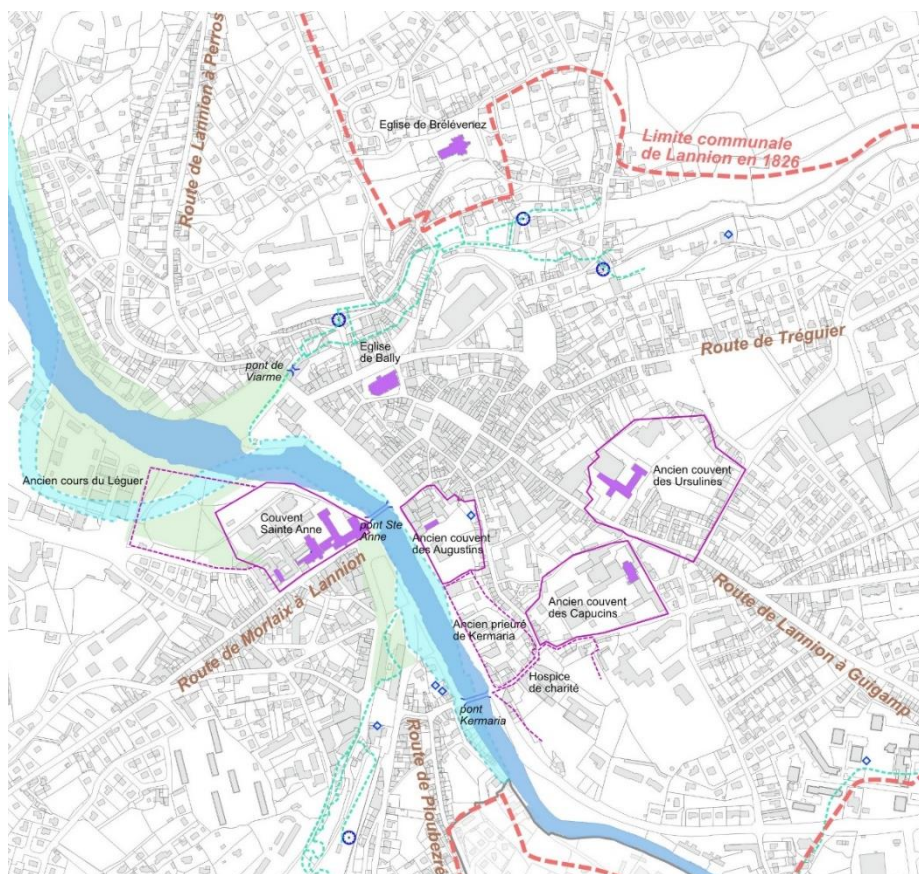 Route de Lannion à Perros
Eglise de Brélévenez
Limite communale
de Lannion en 1826
Route de Tréguier
Eglise
de Bally
pont de
Viarme
Ancien cours du Léguer
Couvent
Sainte Anne
pont Ste
Anne
Ancien couvent
des Augustins
Ancien couvent
des Ursulines
Ancien couvent
des Capucins
Ancien prieuré
de Kermaria
Hospice
de charité
pont
Kermaria
Route de Morlaix à Lannion
Route de Ploubezre
Route de Lannion à Guigamp